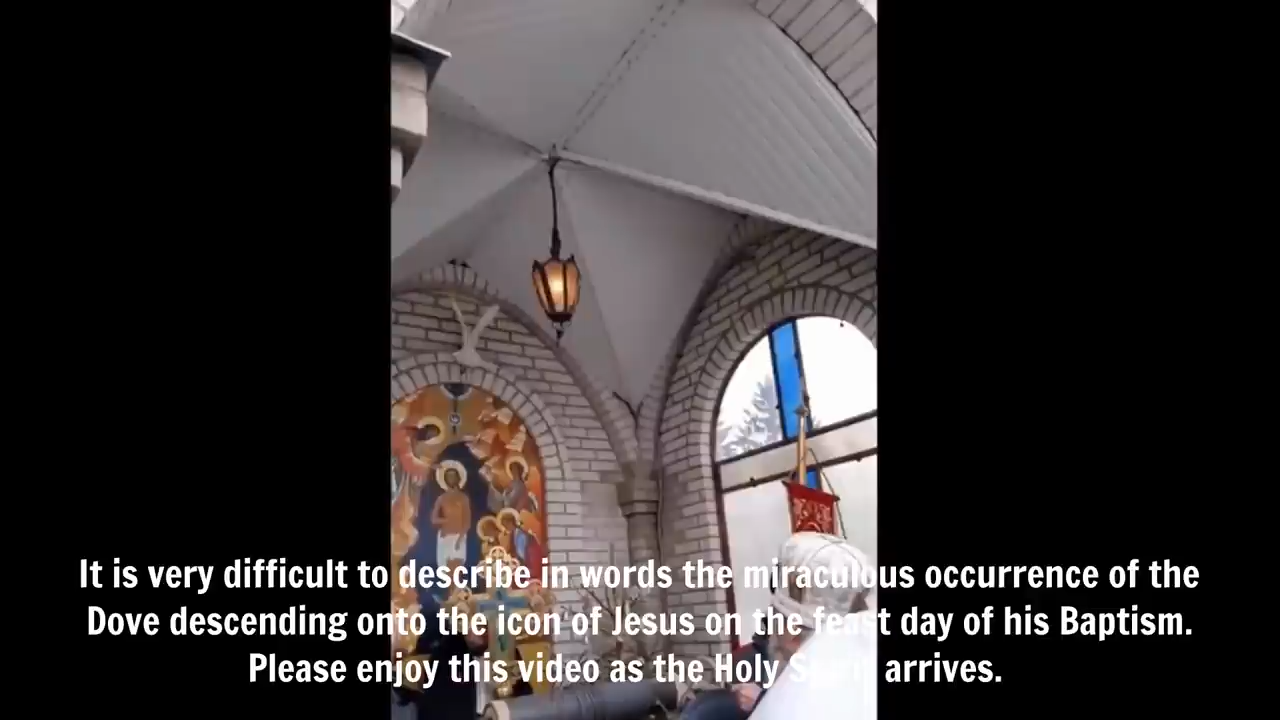 It is very difficult to describe in words the miraculous occurrence of the
Dove descending onto the icon of Jesus on the feast day of his Baptism.
Please enjoy this video as the Holy Spirit arrives.